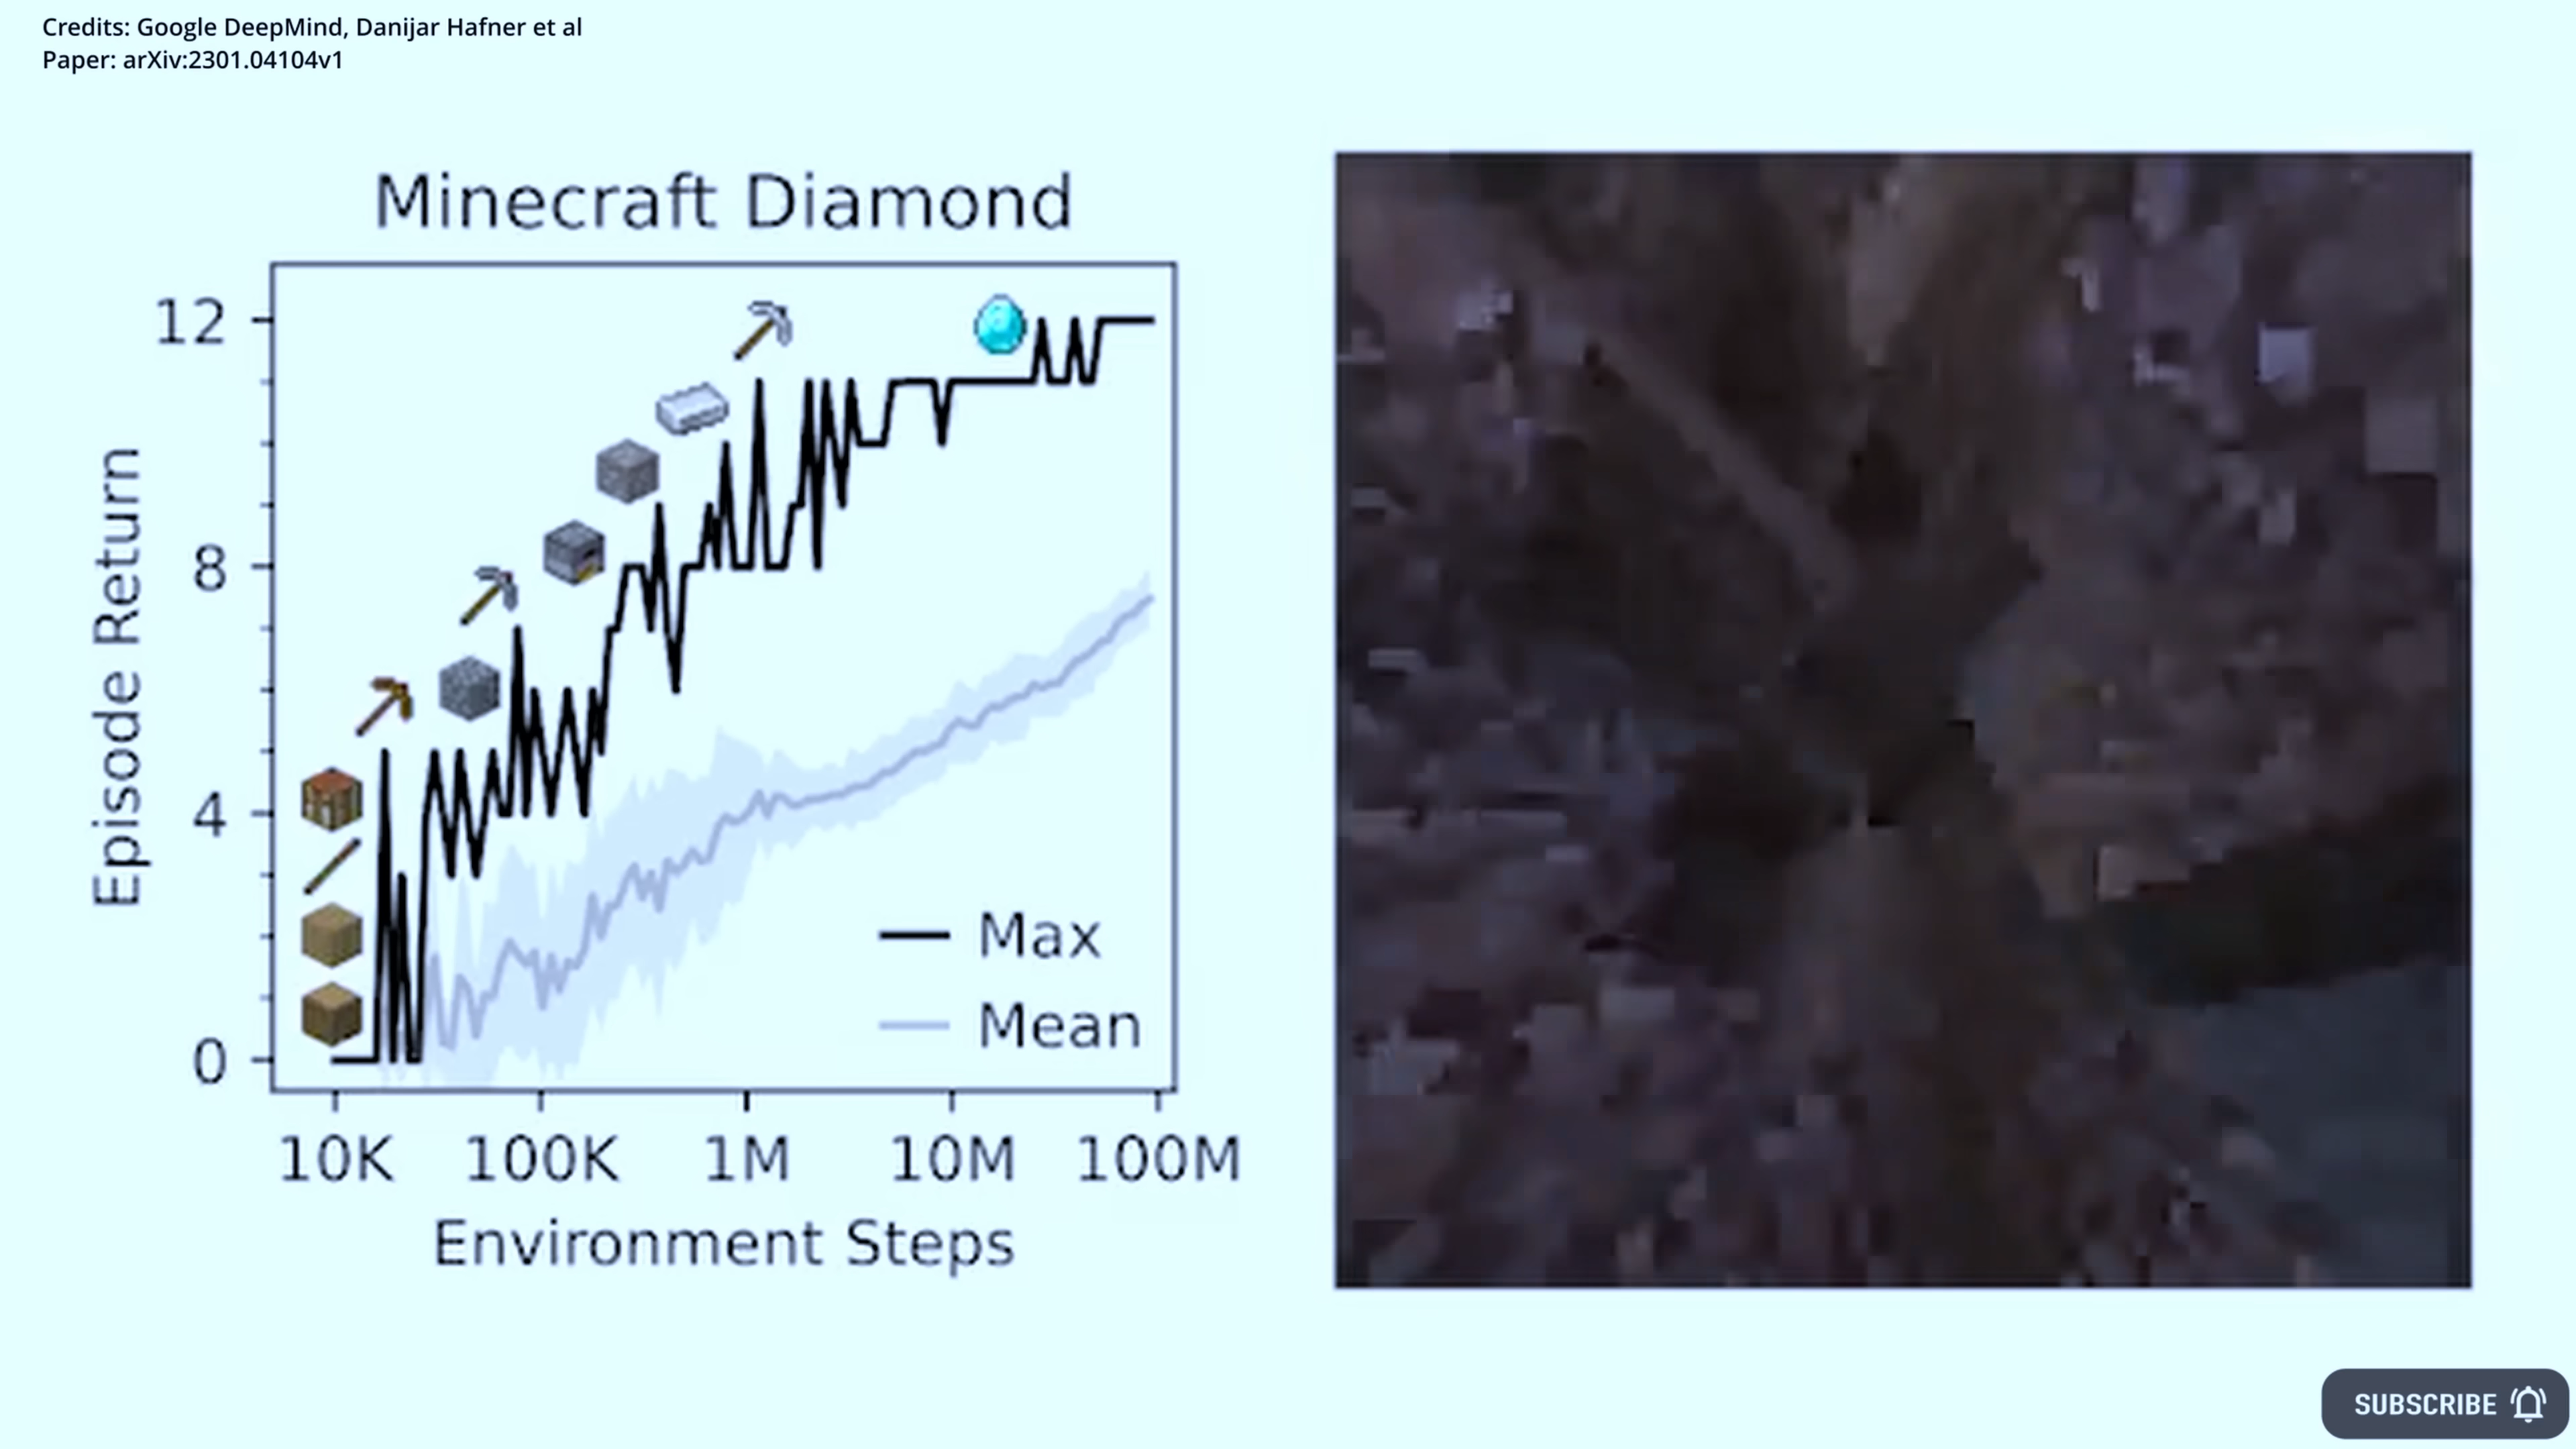 Credits: Google DeepMind, Danijar Hafner et al
Paper: arXiv:2301.04104v1
Minecraft Diamond
12
8
4
0
Episode Return
Max
Mean
10K 100K 1M 10M 100M
Environment Steps
SUBSCRIBE